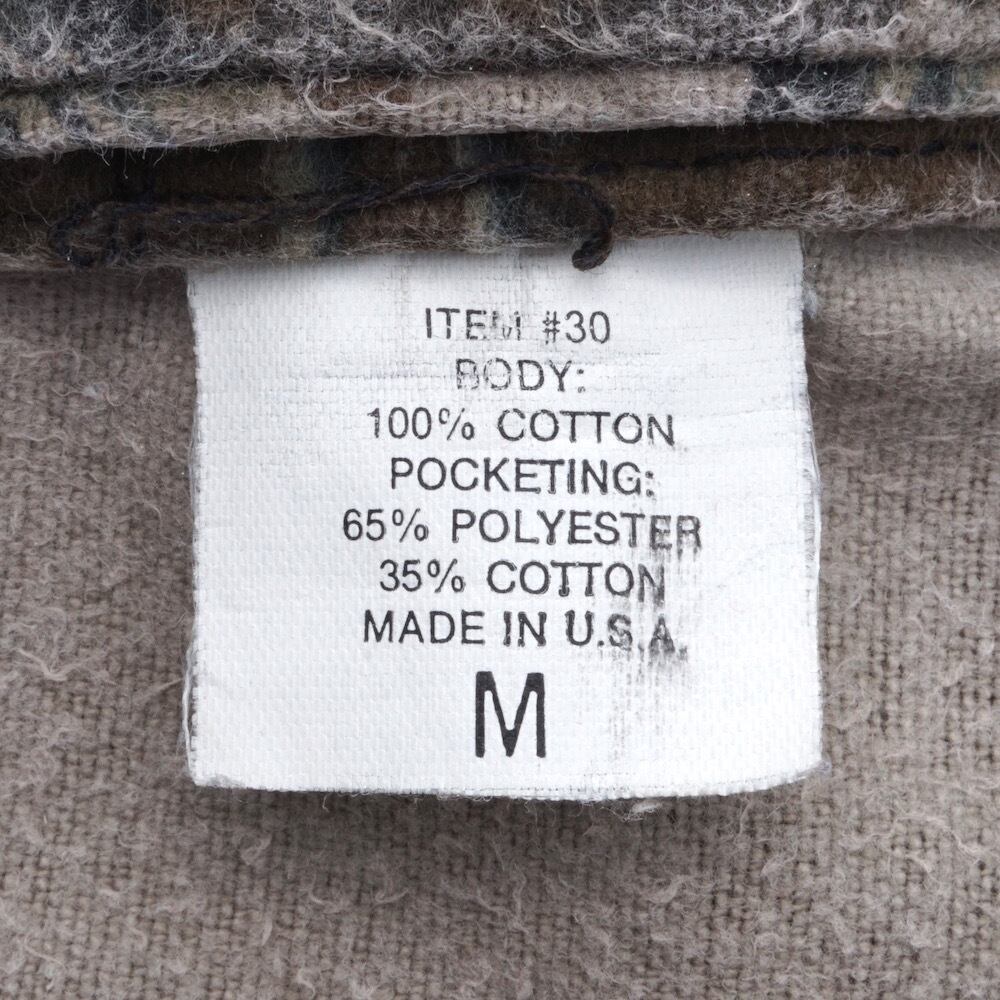 ITEM #30
BODY:
100% COTTON
POCKETING:
65% POLYESTER
35% COTTON
MADE IN U.S.A.
M